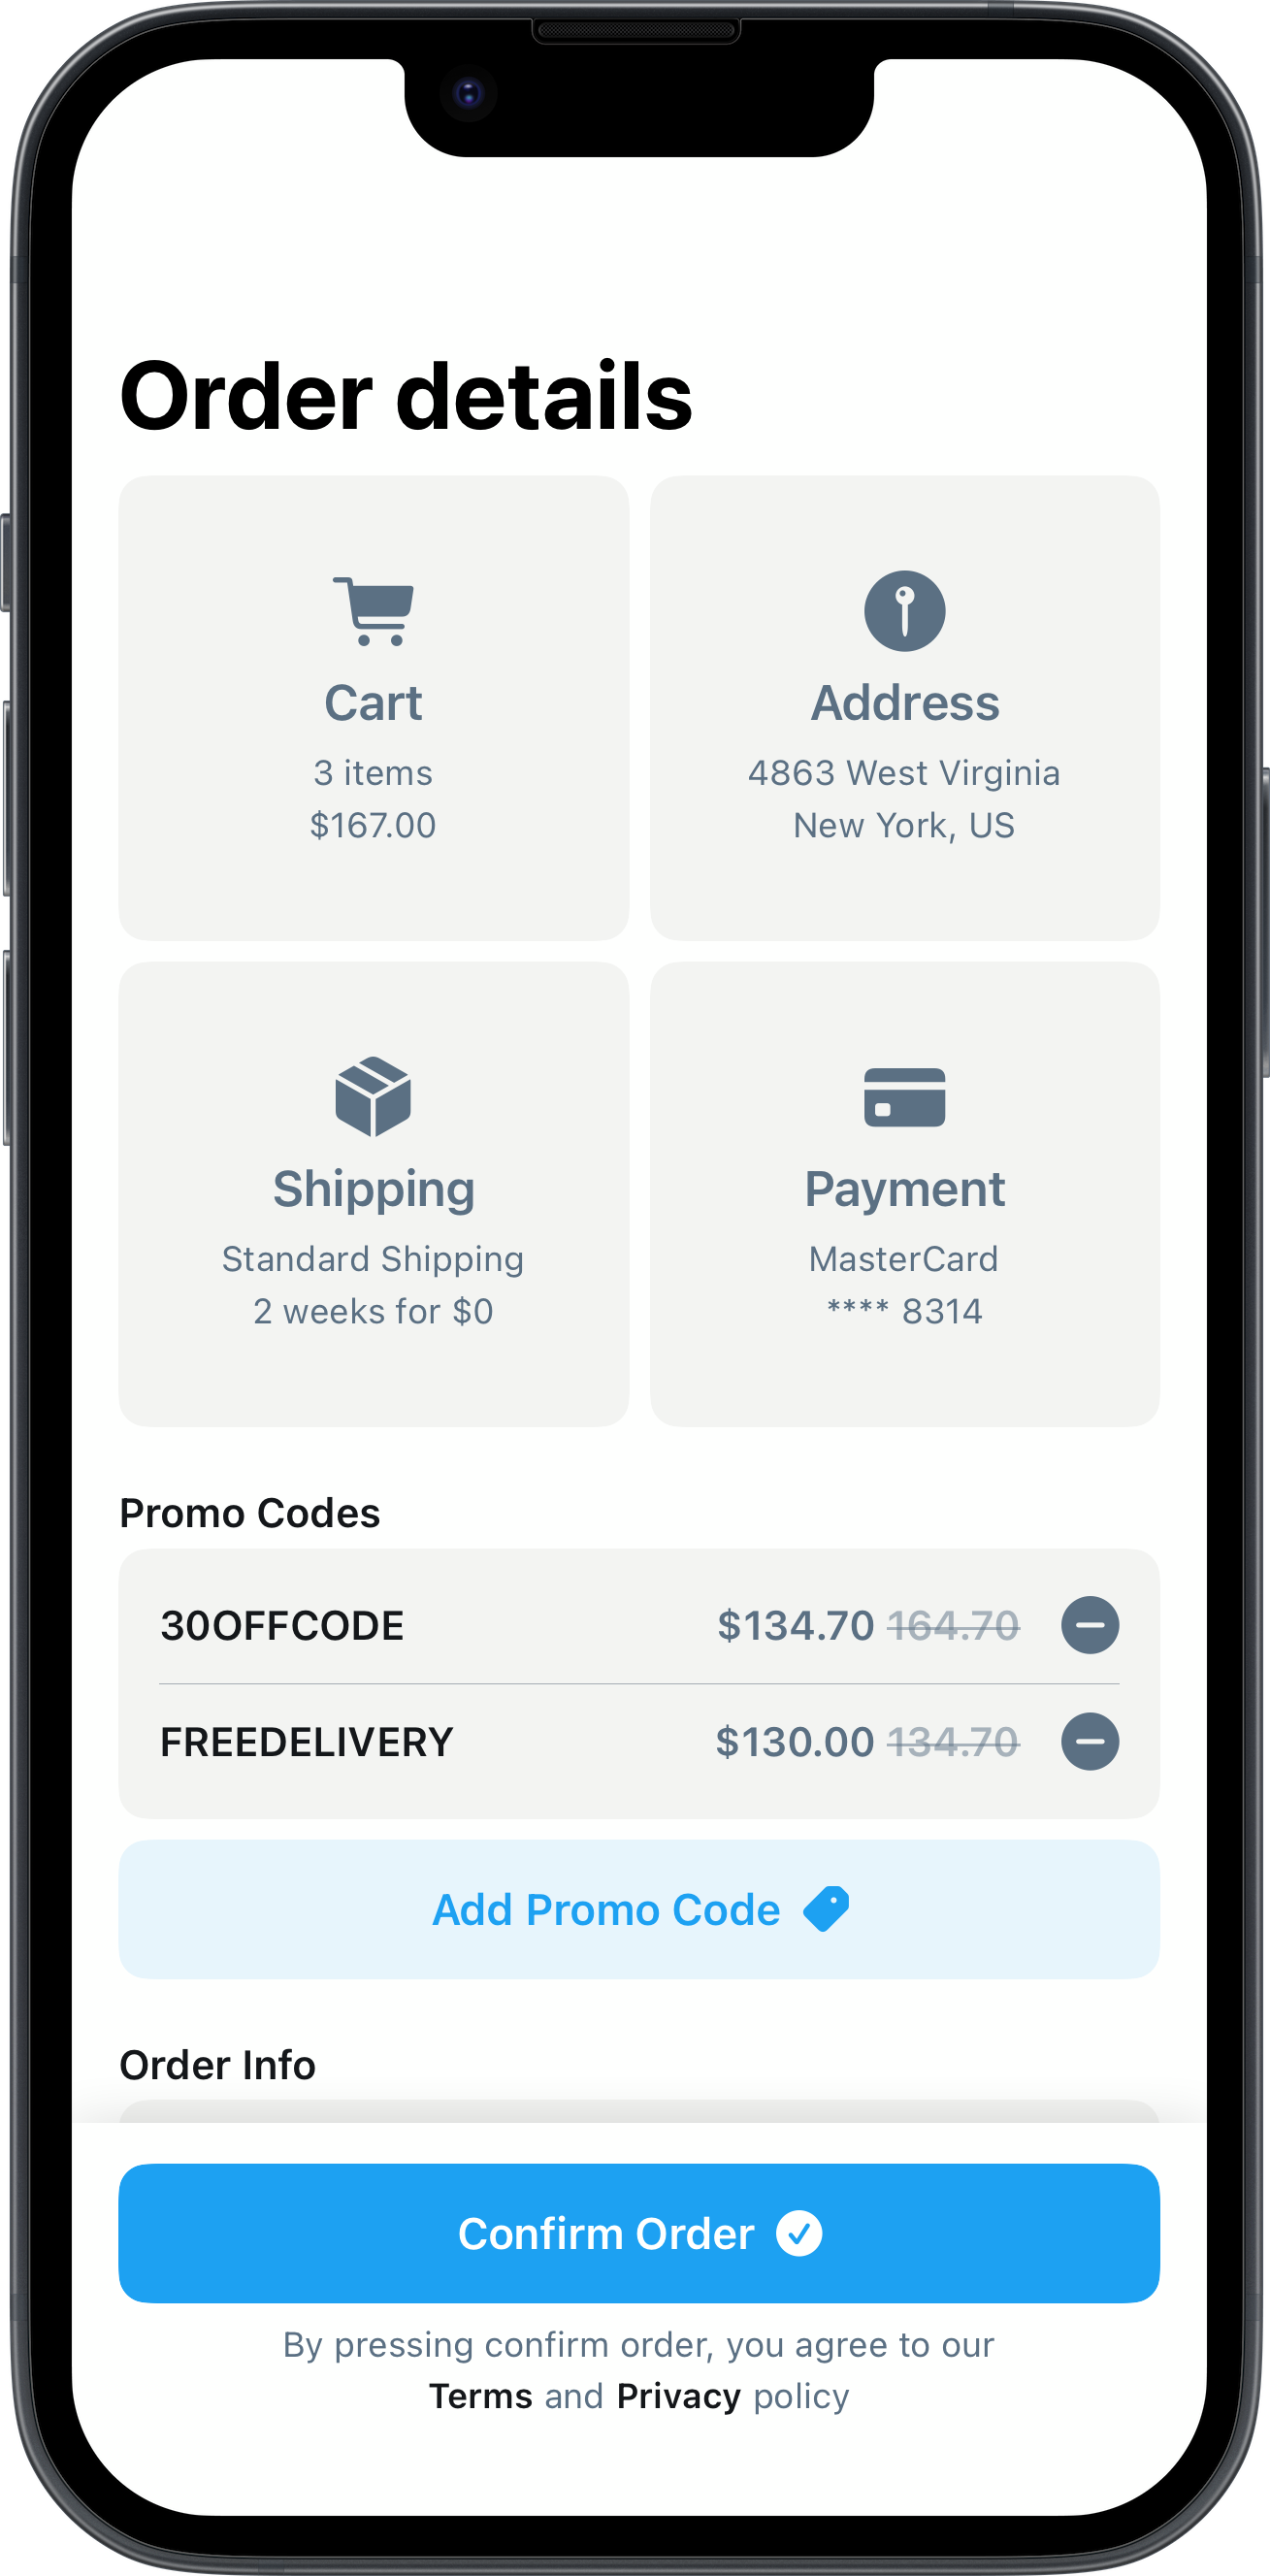 Order details
Cart
3 items
$167.00
Address
4863 West Virginia
New York, US
Shipping
Standard Shipping
2 weeks for $0
Payment
MasterCard
**** 8314
Promo Codes
30OFFCODE $134.70 164.70
FREEDELIVERY $130.00 134.70
Add Promo Code
Order Info
Confirm Order
By pressing confirm order, you agree to our
Terms and Privacy policy